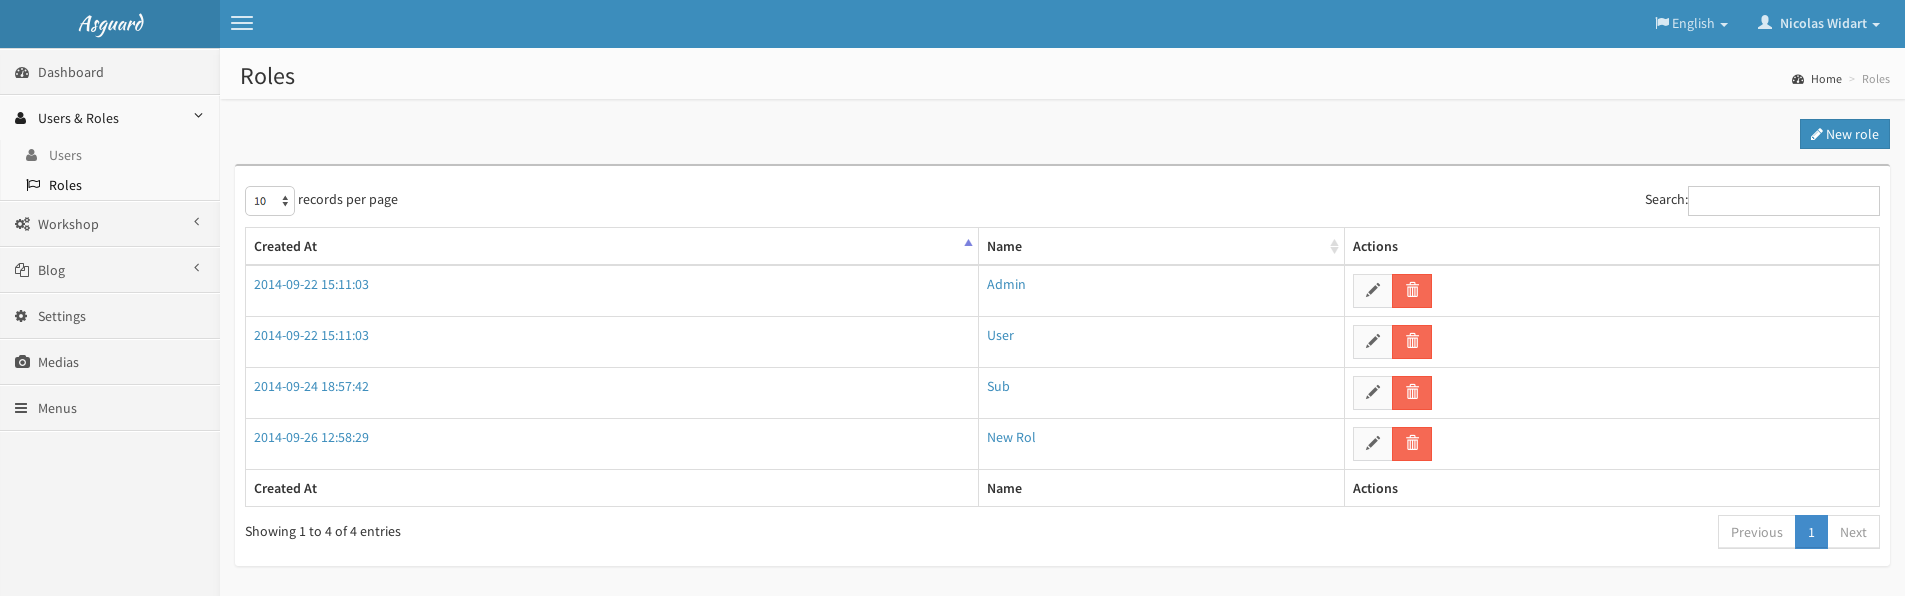 Asguard
English
Nicolas Widart
Dashboard
Users & Roles
Users
Roles
Workshop
Blog
Settings
Medias
Menus
Roles
Home > Roles
New role
10 records per page
Search:
Created At Name Actions
2014-09-22 15:11:03 Admin
2014-09-22 15:11:03 User
2014-09-24 18:57:42 Sub
2014-09-26 12:58:29 New Rol
Created At Name Actions
Showing 1 to 4 of 4 entries
Previous 1 Next